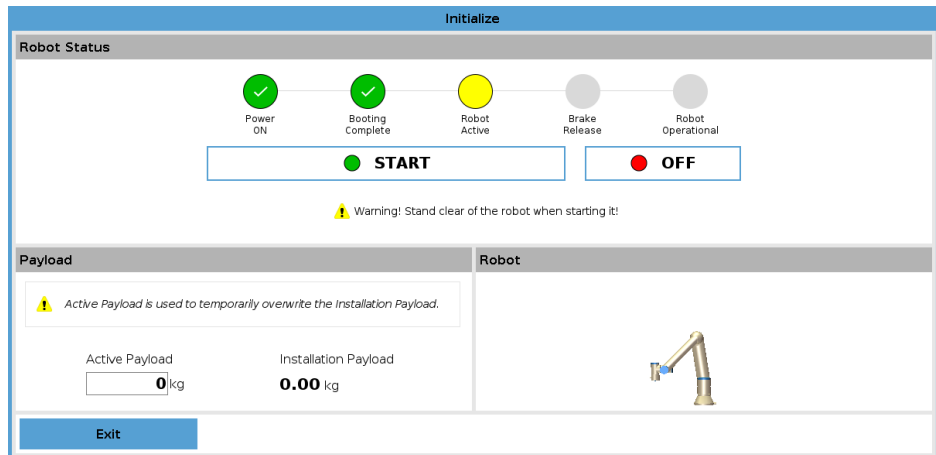 Initialize
Robot Status
Power
ON
Booting
Complete
Robot
Active
Brake
Release
Robot
Operational
START
OFF
Warning! Stand clear of the robot when starting it!
Payload
Active Payload is used to temporarily overwrite the Installation Payload.
Active Payload
0 kg
Installation Payload
0.00 kg
Robot
Exit